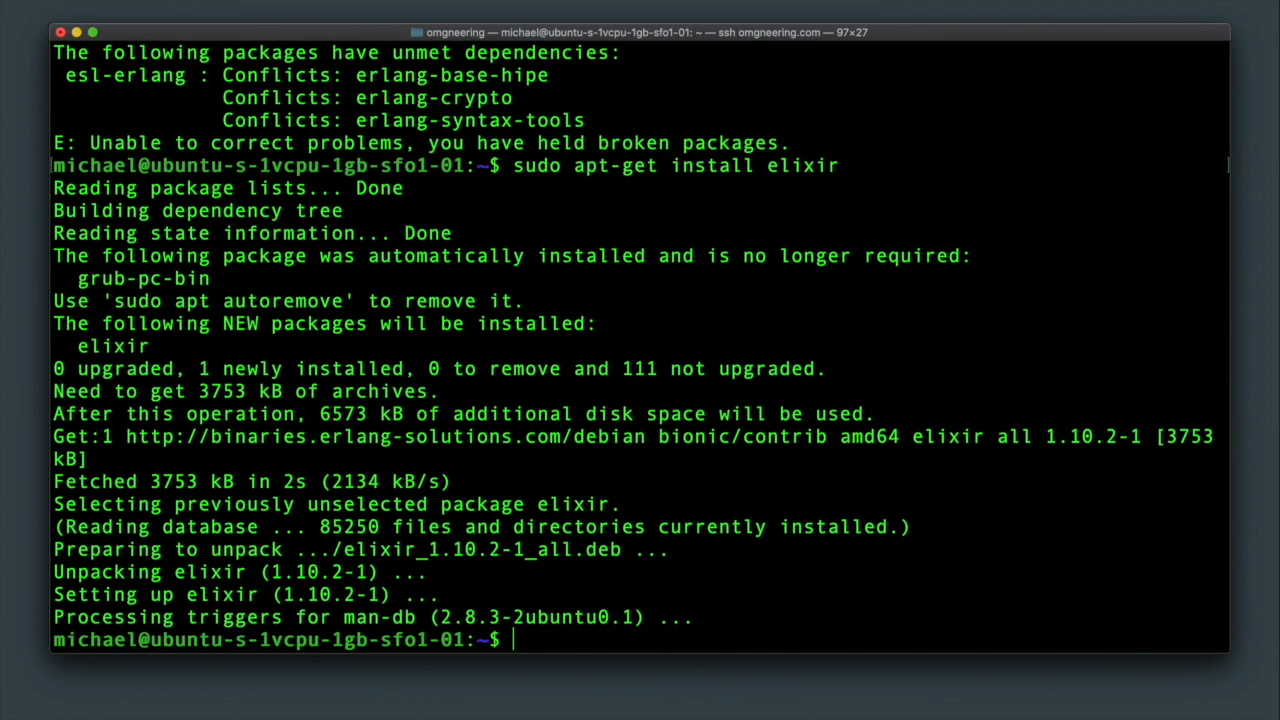 omgneering — michael@ubuntu-s-1vcpu-1gb-sfo1-01: ~ — ssh omgneering.com — 97×27
The following packages have unmet dependencies:
 esl-erlang : Conflicts: erlang-base-hipe
              Conflicts: erlang-crypto
              Conflicts: erlang-syntax-tools
E: Unable to correct problems, you have held broken packages.
michael@ubuntu-s-1vcpu-1gb-sfo1-01:~$ sudo apt-get install elixir
Reading package lists... Done
Building dependency tree
Reading state information... Done
The following package was automatically installed and is no longer required:
  grub-pc-bin
Use 'sudo apt autoremove' to remove it.
The following NEW packages will be installed:
  elixir
0 upgraded, 1 newly installed, 0 to remove and 111 not upgraded.
Need to get 3753 kB of archives.
After this operation, 6573 kB of additional disk space will be used.
Get:1 http://binaries.erlang-solutions.com/debian bionic/contrib amd64 elixir all 1.10.2-1 [3753
kB]
Fetched 3753 kB in 2s (2134 kB/s)
Selecting previously unselected package elixir.
(Reading database ... 85250 files and directories currently installed.)
Preparing to unpack .../elixir_1.10.2-1_all.deb ...
Unpacking elixir (1.10.2-1) ...
Setting up elixir (1.10.2-1) ...
Processing triggers for man-db (2.8.3-2ubuntu0.1) ...
michael@ubuntu-s-1vcpu-1gb-sfo1-01:~$